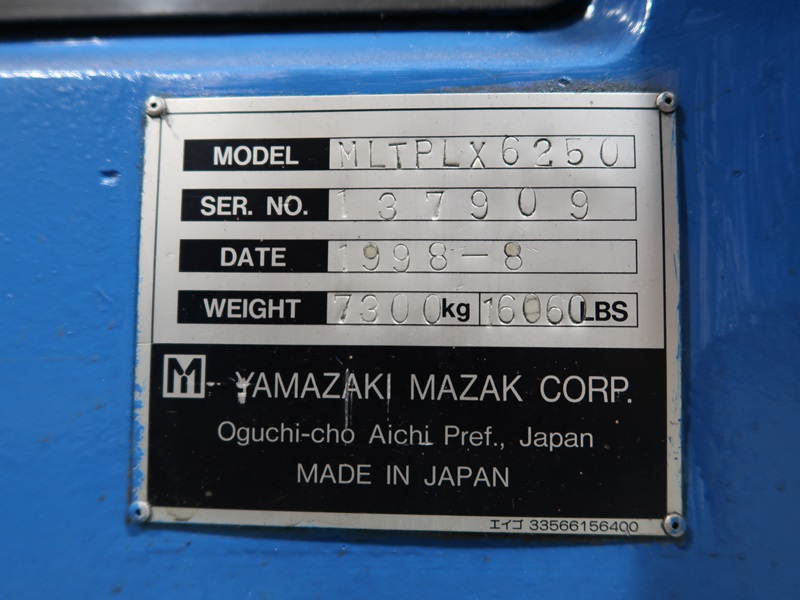 MODEL MLTPLX6250
SER. NO. 137909
DATE 1998-8
WEIGHT 7300kg 16060LBS
M YAMAZAKI MAZAK CORP.
Oguchi-cho Aichi Pref., Japan
MADE IN JAPAN
エイゴ 33566156400